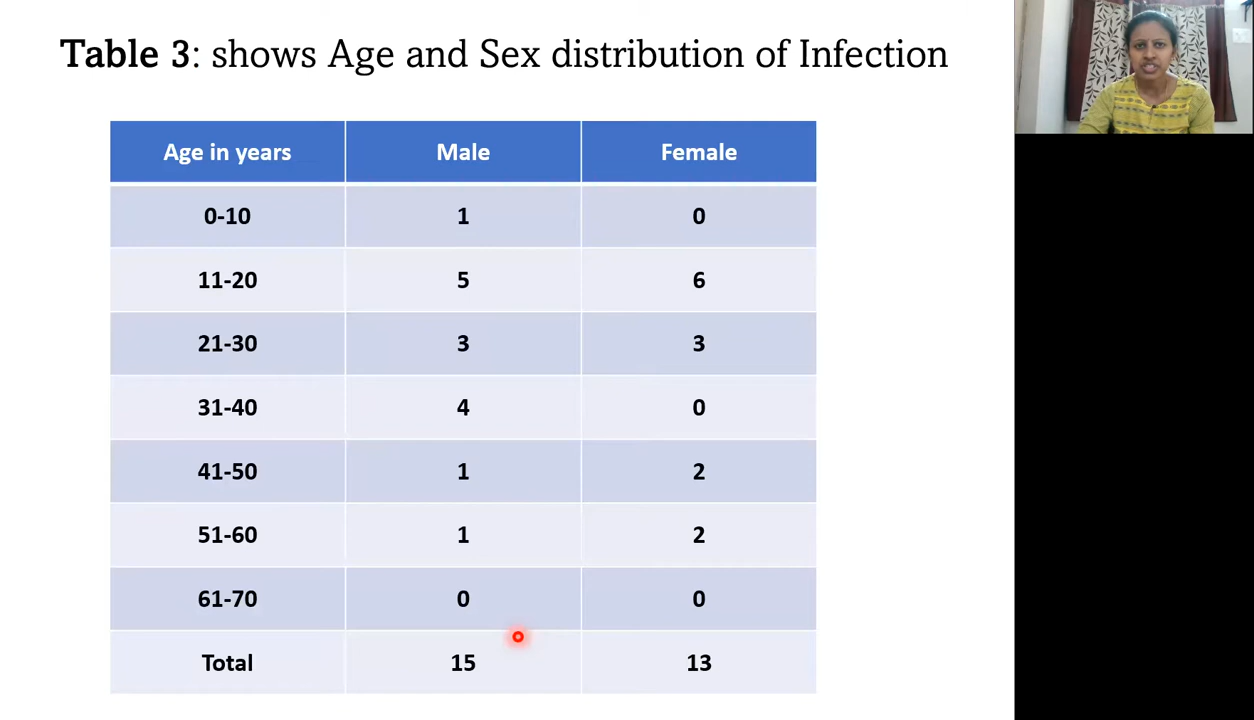 Table 3: shows Age and Sex distribution of Infection
Age in years Male Female
0-10 1 0
11-20 5 6
21-30 3 3
31-40 4 0
41-50 1 2
51-60 1 2
61-70 0 0
Total 15 13